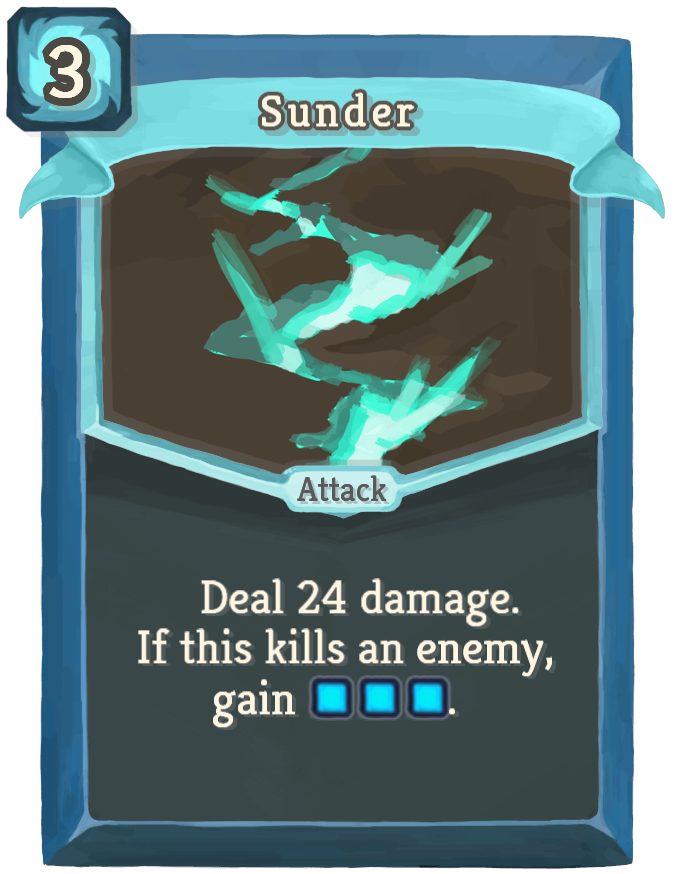 3
Sunder
Attack
Deal 24 damage.
If this kills an enemy,
gain .